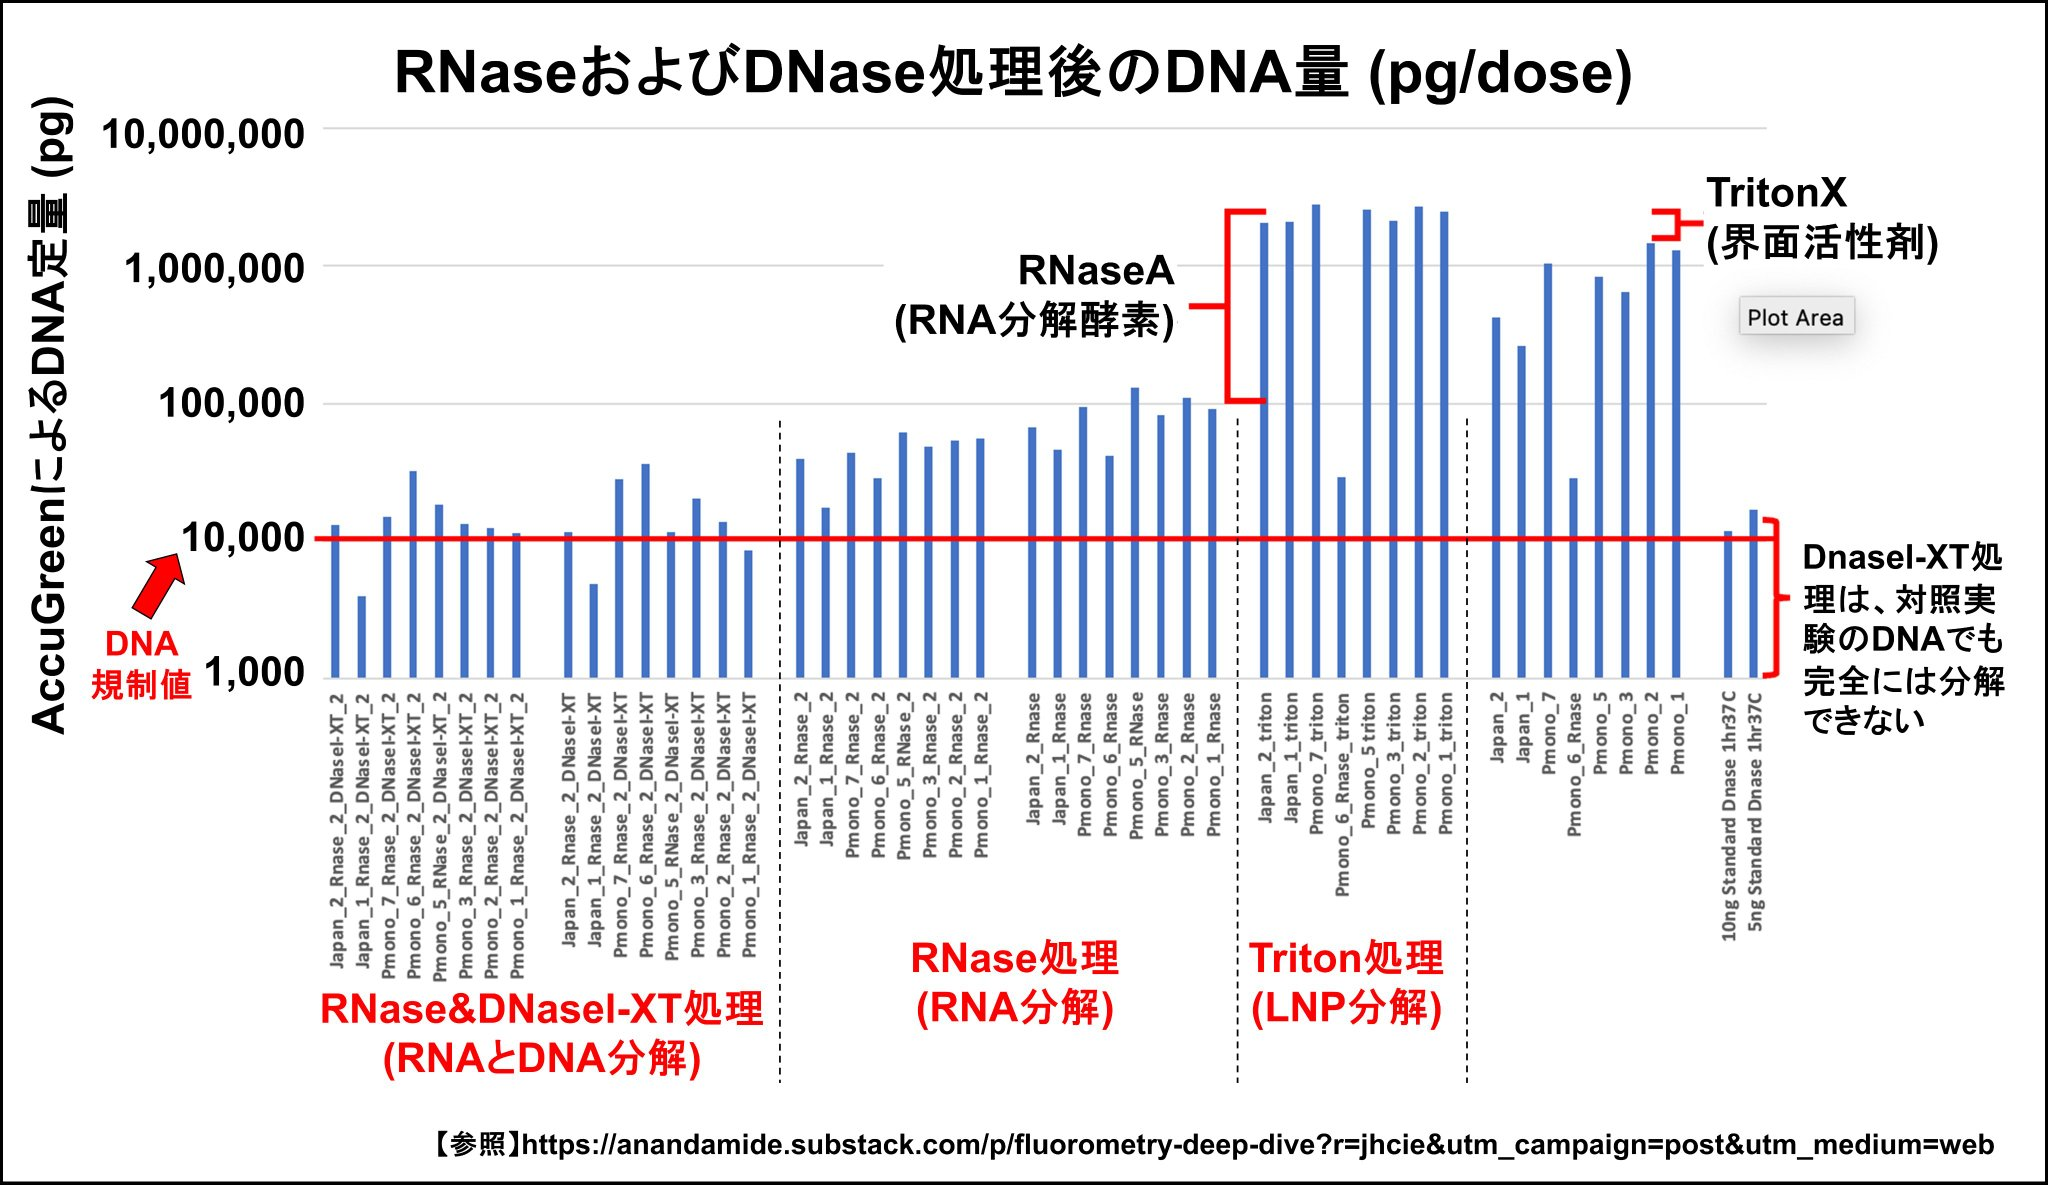 RNaseおよびDNase処理後のDNA量 (pg/dose)
AccuGreenによるDNA定量 (pg)
10,000,000
1,000,000
100,000
10,000
1,000
DNA
規制値
RNaseA
(RNA分解酵素)
TritonX
(界面活性剤)
Plot Area
DnaseI-XT処
理は、対照実
験のDNAでも
完全には分解
できない
Japan_2_Rnase_2_DNaseI-XT_2
Japan_1_Rnase_2_DNaseI-XT_2
Pmono_7_Rnase_2_DNaseI-XT_2
Pmono_6_Rnase_2_DNaseI-XT_2
Pmono_5_RNase_2_DNaseI-XT_2
Pmono_3_Rnase_2_DNaseI-XT_2
Pmono_2_Rnase_2_DNaseI-XT_2
Pmono_1_Rnase_2_DNaseI-XT_2
Japan_2_Rnase_2_DNaseI-XT
Japan_1_Rnase_2_DNaseI-XT
Pmono_7_Rnase_2_DNaseI-XT
Pmono_6_Rnase_2_DNaseI-XT
Pmono_5_RNase_2_DNaseI-XT
Pmono_3_Rnase_2_DNaseI-XT
Pmono_2_Rnase_2_DNaseI-XT
Pmono_1_Rnase_2_DNaseI-XT
Japan_2_Rnase_2
Japan_1_Rnase_2
Pmono_7_Rnase_2
Pmono_6_Rnase_2
Pmono_5_RNase_2
Pmono_3_Rnase_2
Pmono_2_Rnase_2
Pmono_1_Rnase_2
Japan_2_Rnase
Japan_1_Rnase
Pmono_7_Rnase
Pmono_6_Rnase
Pmono_5_RNase
Pmono_3_Rnase
Pmono_2_Rnase
Pmono_1_Rnase
Japan_2_triton
Japan_1_triton
Pmono_7_triton
Pmono_6_Rnase_triton
Pmono_5 triton
Pmono_3_triton
Pmono_2_triton
Pmono_1_triton
Japan_2
Japan_1
Pmono_7
Pmono_6_Rnase
Pmono_5
Pmono_3
Pmono_2
Pmono_1
10ng Standard Dnase 1hr37C
5ng Standard Dnase 1hr37C
RNase&DNaseI-XT処理
(RNAとDNA分解)
RNase処理
(RNA分解)
Triton処理
(LNP分解)
【参照】https://anandamide.substack.com/p/fluorometry-deep-dive?r=jhcie&utm_campaign=post&utm_medium=web